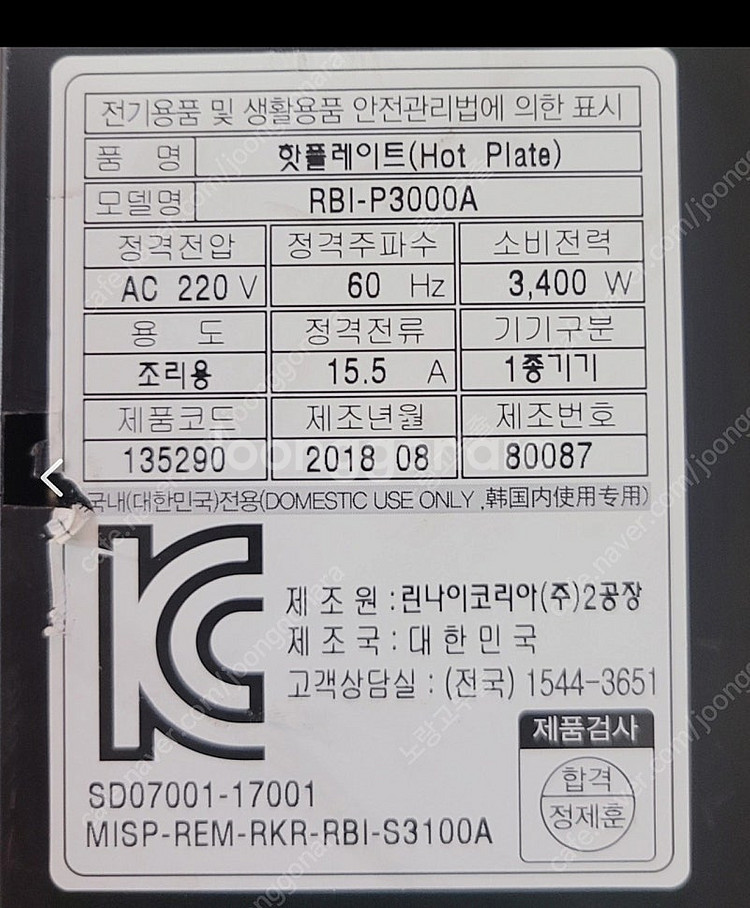 전기용품 및 생활용품 안전관리법에 의한 표시
품 명 핫플레이트(Hot Plate)
모델명 RBI-P3000A
정격전압 정격주파수 소비전력
AC 220 V 60 Hz 3,400 W
용 도 정격전류 기기구분
조리용 15.5 A 1종기기
제품코드 제조년월 제조번호
135290 2018 08 80087
국내(대한민국)전용(DOMESTIC USE ONLY ,韩国内使用专用)
제 조 원 : 린나이코리아(주)2공장
제 조 국 : 대 한 민 국
고객상담실 : (전국) 1544-3651
제품검사
합격
정제훈
SD07001-17001
MISP-REM-RKR-RBI-S3100A